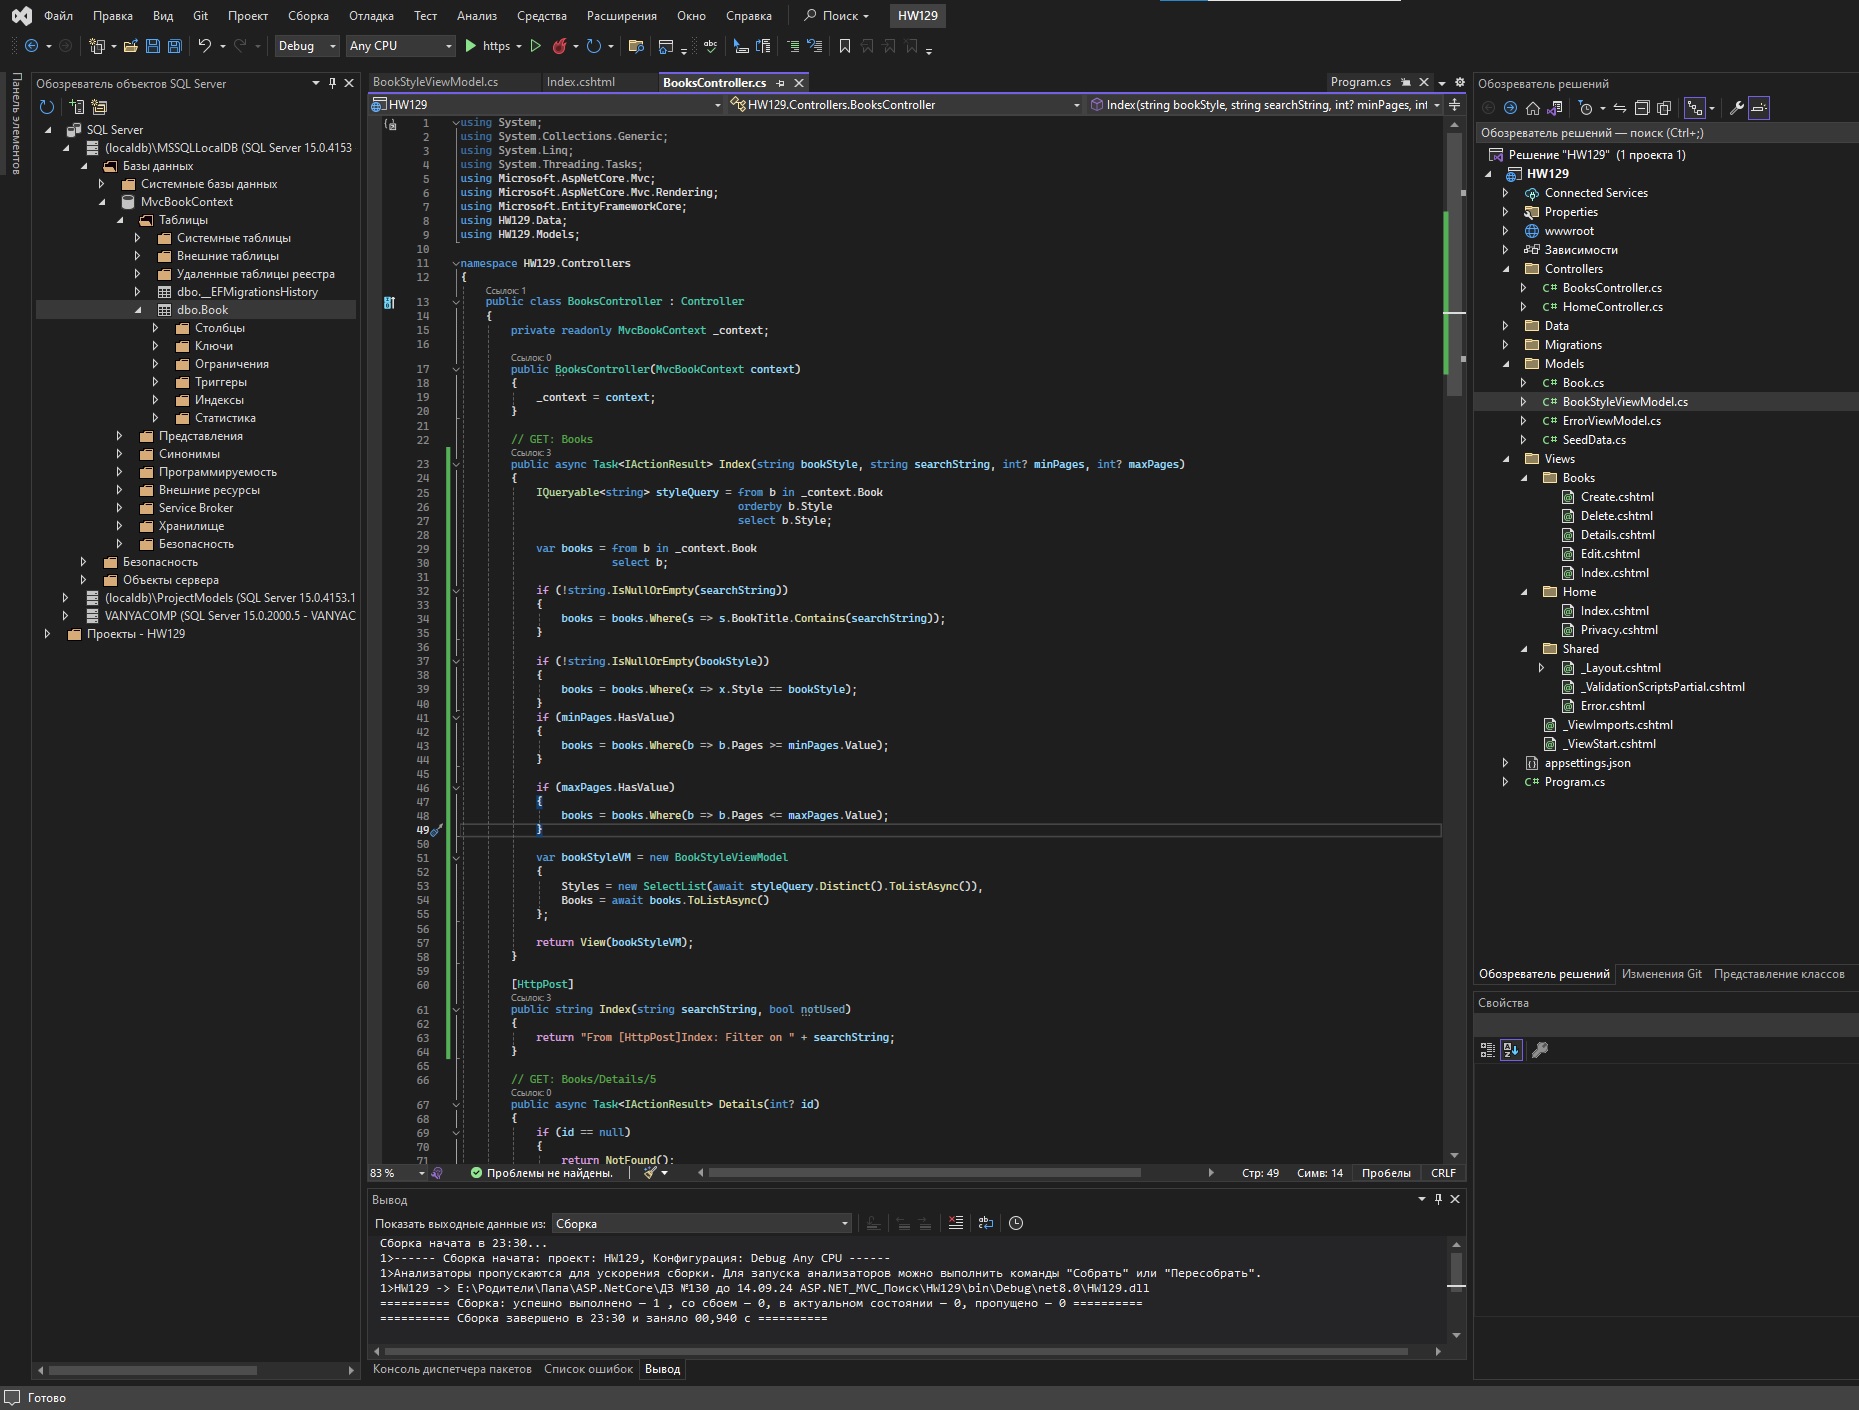 Файл Правка Вид Git Проект Сборка Отладка Тест Анализ Средства Расширения Окно Справка Поиск HW129
Debug Any CPU https
Панель элементов
Обозреватель объектов SQL Server
SQL Server
(localdb)\MSSQLLocalDB (SQL Server 15.0.4153
Базы данных
Системные базы данных
MvcBookContext
Таблицы
Системные таблицы
Внешние таблицы
Удаленные таблицы реестра
dbo.__EFMigrationsHistory
dbo.Book
Столбцы
Ключи
Ограничения
Триггеры
Индексы
Статистика
Представления
Синонимы
Программируемость
Внешние ресурсы
Service Broker
Хранилище
Безопасность
Безопасность
Объекты сервера
(localdb)\ProjectModels (SQL Server 15.0.4153.1
VANYACOMP (SQL Server 15.0.2000.5 - VANYAC
Проекты - HW129
BookStyleViewModel.cs Index.cshtml BooksController.cs Program.cs
HW129 HW129.Controllers.BooksController Index(string bookStyle, string searchString, int? minPages, int
1 using System;
2 using System.Collections.Generic;
3 using System.Linq;
4 using System.Threading.Tasks;
5 using Microsoft.AspNetCore.Mvc;
6 using Microsoft.AspNetCore.Mvc.Rendering;
7 using Microsoft.EntityFrameworkCore;
8 using HW129.Data;
9 using HW129.Models;
10
11 namespace HW129.Controllers
12 {
Ссылок: 1
13 public class BooksController : Controller
14 {
15 private readonly MvcBookContext _context;
16
Ссылок: 0
17 public BooksController(MvcBookContext context)
18 {
19 _context = context;
20 }
21
22 // GET: Books
Ссылок: 3
23 public async Task<IActionResult> Index(string bookStyle, string searchString, int? minPages, int? maxPages)
24 {
25 IQueryable<string> styleQuery = from b in _context.Book
26 orderby b.Style
27 select b.Style;
28
29 var books = from b in _context.Book
30 select b;
31
32 if (!string.IsNullOrEmpty(searchString))
33 {
34 books = books.Where(s => s.BookTitle.Contains(searchString));
35 }
36
37 if (!string.IsNullOrEmpty(bookStyle))
38 {
39 books = books.Where(x => x.Style == bookStyle);
40 }
41 if (minPages.HasValue)
42 {
43 books = books.Where(b => b.Pages >= minPages.Value);
44 }
45
46 if (maxPages.HasValue)
47 {
48 books = books.Where(b => b.Pages <= maxPages.Value);
49 }
50
51 var bookStyleVM = new BookStyleViewModel
52 {
53 Styles = new SelectList(await styleQuery.Distinct().ToListAsync()),
54 Books = await books.ToListAsync()
55 };
56
57 return View(bookStyleVM);
58 }
59
60 [HttpPost]
Ссылок: 3
61 public string Index(string searchString, bool notUsed)
62 {
63 return "From [HttpPost]Index: Filter on " + searchString;
64 }
65
66 // GET: Books/Details/5
Ссылок: 0
67 public async Task<IActionResult> Details(int? id)
68 {
69 if (id == null)
70 {
71 return NotFound();
83 % Проблемы не найдены. Стр: 49 Симв: 14 Пробелы CRLF
Вывод
Показать выходные данные из: Сборка
Сборка начата в 23:30...
1>------ Сборка начата: проект: HW129, Конфигурация: Debug Any CPU ------
1>Анализаторы пропускаются для ускорения сборки. Для запуска анализаторов можно выполнить команды "Собрать" или "Пересобрать".
1>HW129 -> E:\Родители\Папа\ASP.NetCore\ДЗ №130 до 14.09.24 ASP.NET_MVC_Поиск\HW129\bin\Debug\net8.0\HW129.dll
========== Сборка: успешно выполнено — 1 , со сбоем — 0, в актуальном состоянии — 0, пропущено — 0 ==========
========== Сборка завершено в 23:30 и заняло 00,940 с ==========
Консоль диспетчера пакетов Список ошибок Вывод
Обозреватель решений
Обозреватель решений — поиск (Ctrl+;)
Решение "HW129" (1 проекта 1)
HW129
Connected Services
Properties
wwwroot
Зависимости
Controllers
C# BooksController.cs
C# HomeController.cs
Data
Migrations
Models
C# Book.cs
C# BookStyleViewModel.cs
C# ErrorViewModel.cs
C# SeedData.cs
Views
Books
Create.cshtml
Delete.cshtml
Details.cshtml
Edit.cshtml
Index.cshtml
Home
Index.cshtml
Privacy.cshtml
Shared
_Layout.cshtml
_ValidationScriptsPartial.cshtml
Error.cshtml
_ViewImports.cshtml
_ViewStart.cshtml
appsettings.json
C# Program.cs
Обозреватель решений Изменения Git Представление классов
Свойства
Готово